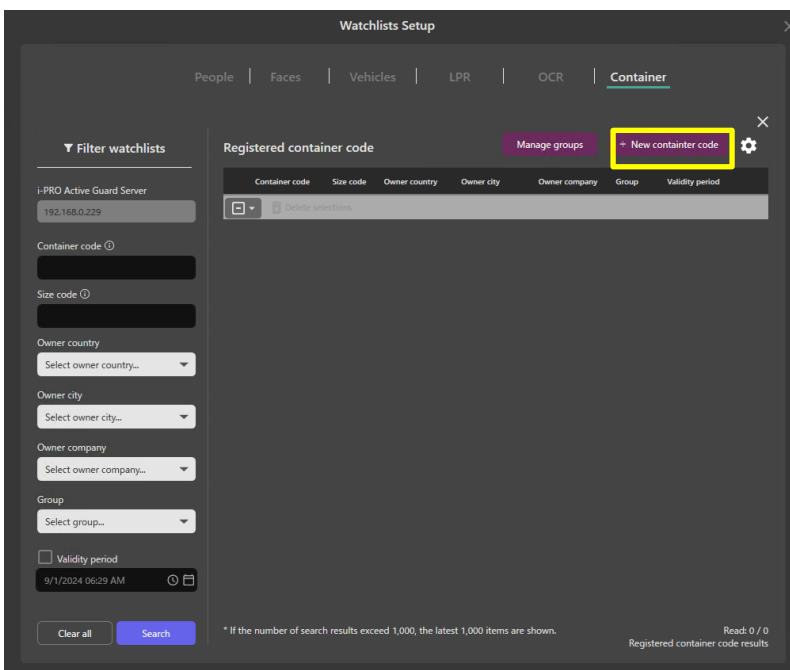 Watchlists Setup
People | Faces | Vehicles | LPR | OCR | Container
Filter watchlists
i-PRO Active Guard Server
192.168.0.229
Container code
Size code
Owner country
Select owner country...
Owner city
Select owner city...
Owner company
Select owner company...
Group
Select group...
Validity period
9/1/2024 06:29 AM
Clear all Search
Registered container code
Manage groups + New containter code
Container code Size code Owner country Owner city Owner company Group Validity period
Delete selections
* If the number of search results exceed 1,000, the latest 1,000 items are shown.
Read: 0 / 0
Registered container code results